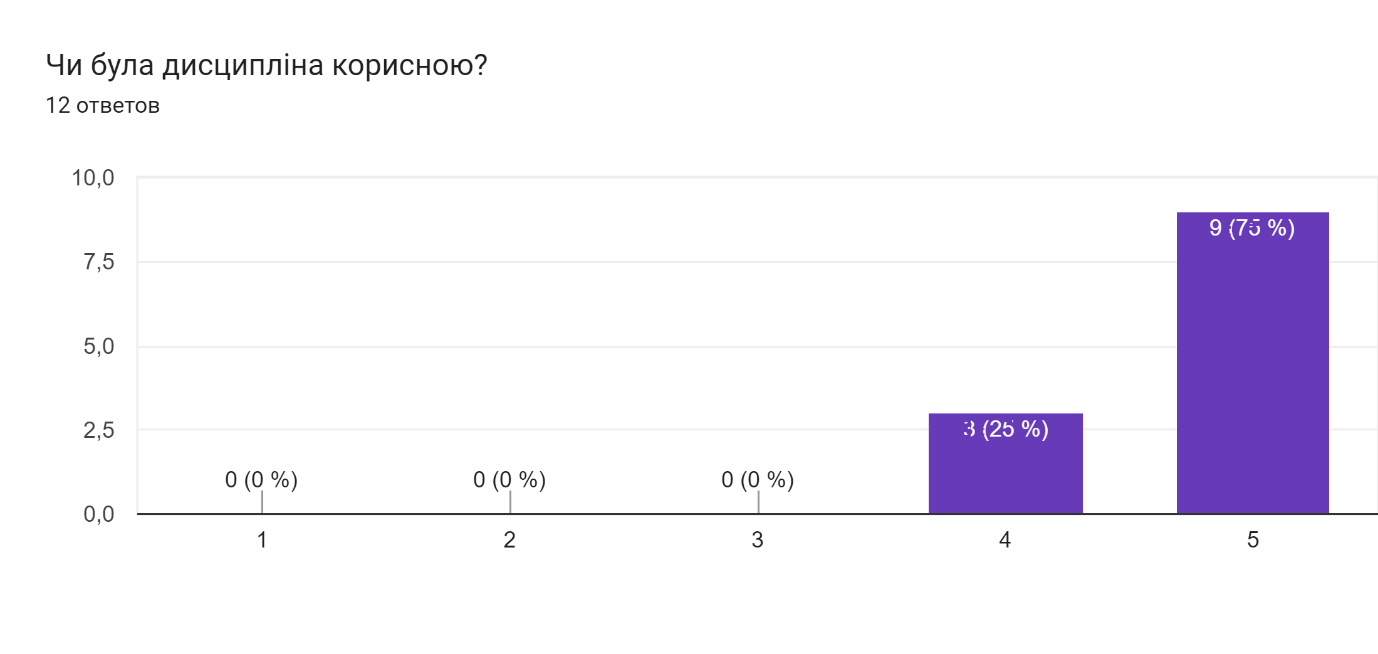 Чи була дисципліна корисною?
12 ответов
10,0
7,5
5,0
2,5
0,0
0 (0 %)
0 (0 %)
0 (0 %)
3 (25 %)
9 (75 %)
1
2
3
4
5